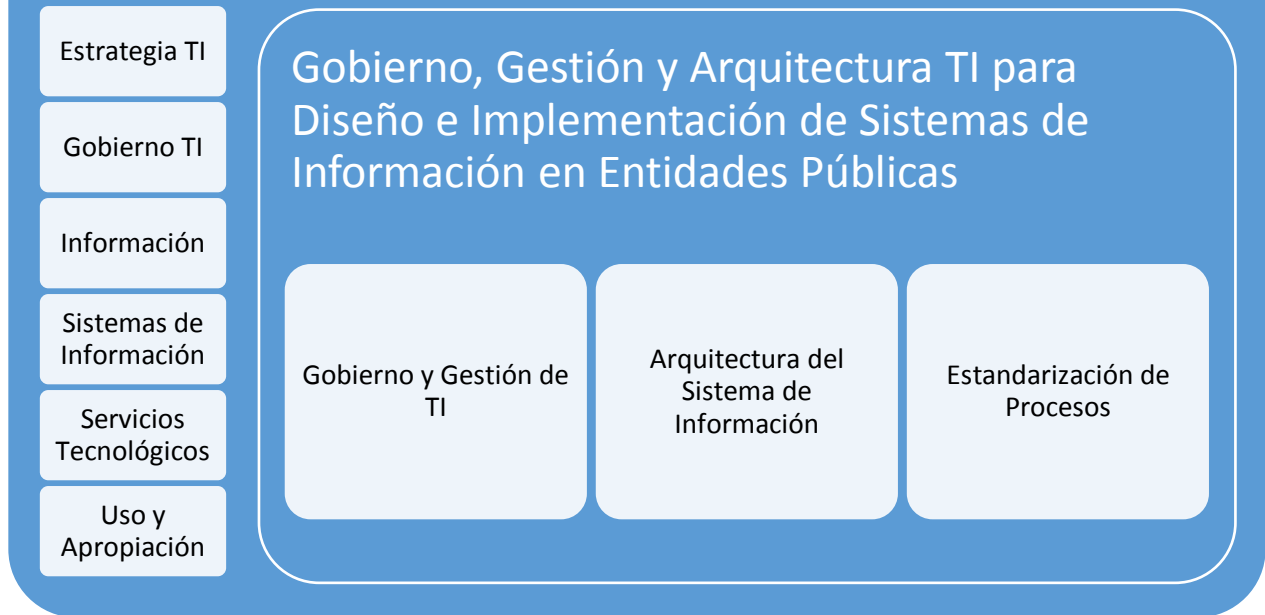 Estrategia TI
Gobierno TI
Información
Sistemas de
Información
Servicios
Tecnológicos
Uso y
Apropiación
Gobierno, Gestión y Arquitectura TI para
Diseño e Implementación de Sistemas de
Información en Entidades Públicas
Gobierno y Gestión de
TI
Arquitectura del
Sistema de
Información
Estandarización de
Procesos